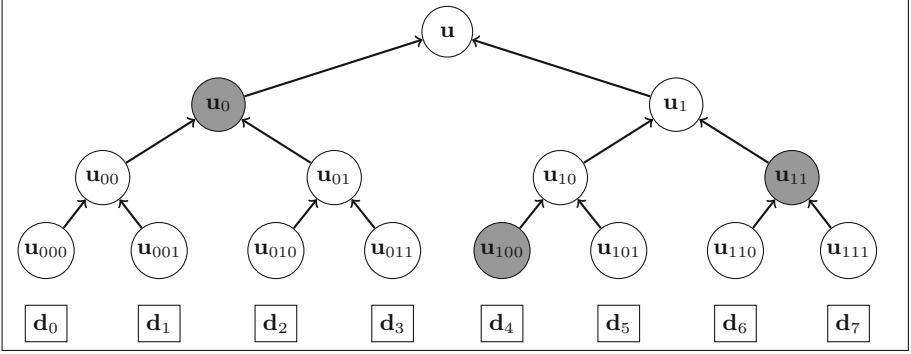 u
u₀ u₁
u₀₀ u₀₁ u₁₀ u₁₁
u₀₀₀ u₀₀₁ u₀₁₀ u₀₁₁ u₁₀₀ u₁₀₁ u₁₁₀ u₁₁₁
d₀ d₁ d₂ d₃ d₄ d₅ d₆ d₇